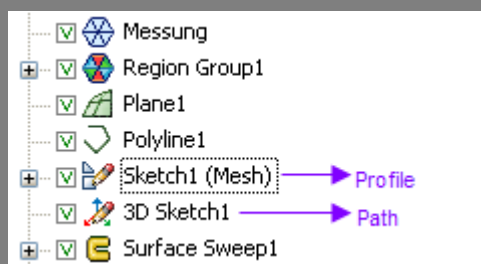 Messung
Region Group1
Plane1
Polyline1
Sketch1 (Mesh) Profile
3D Sketch1 Path
Surface Sweep1